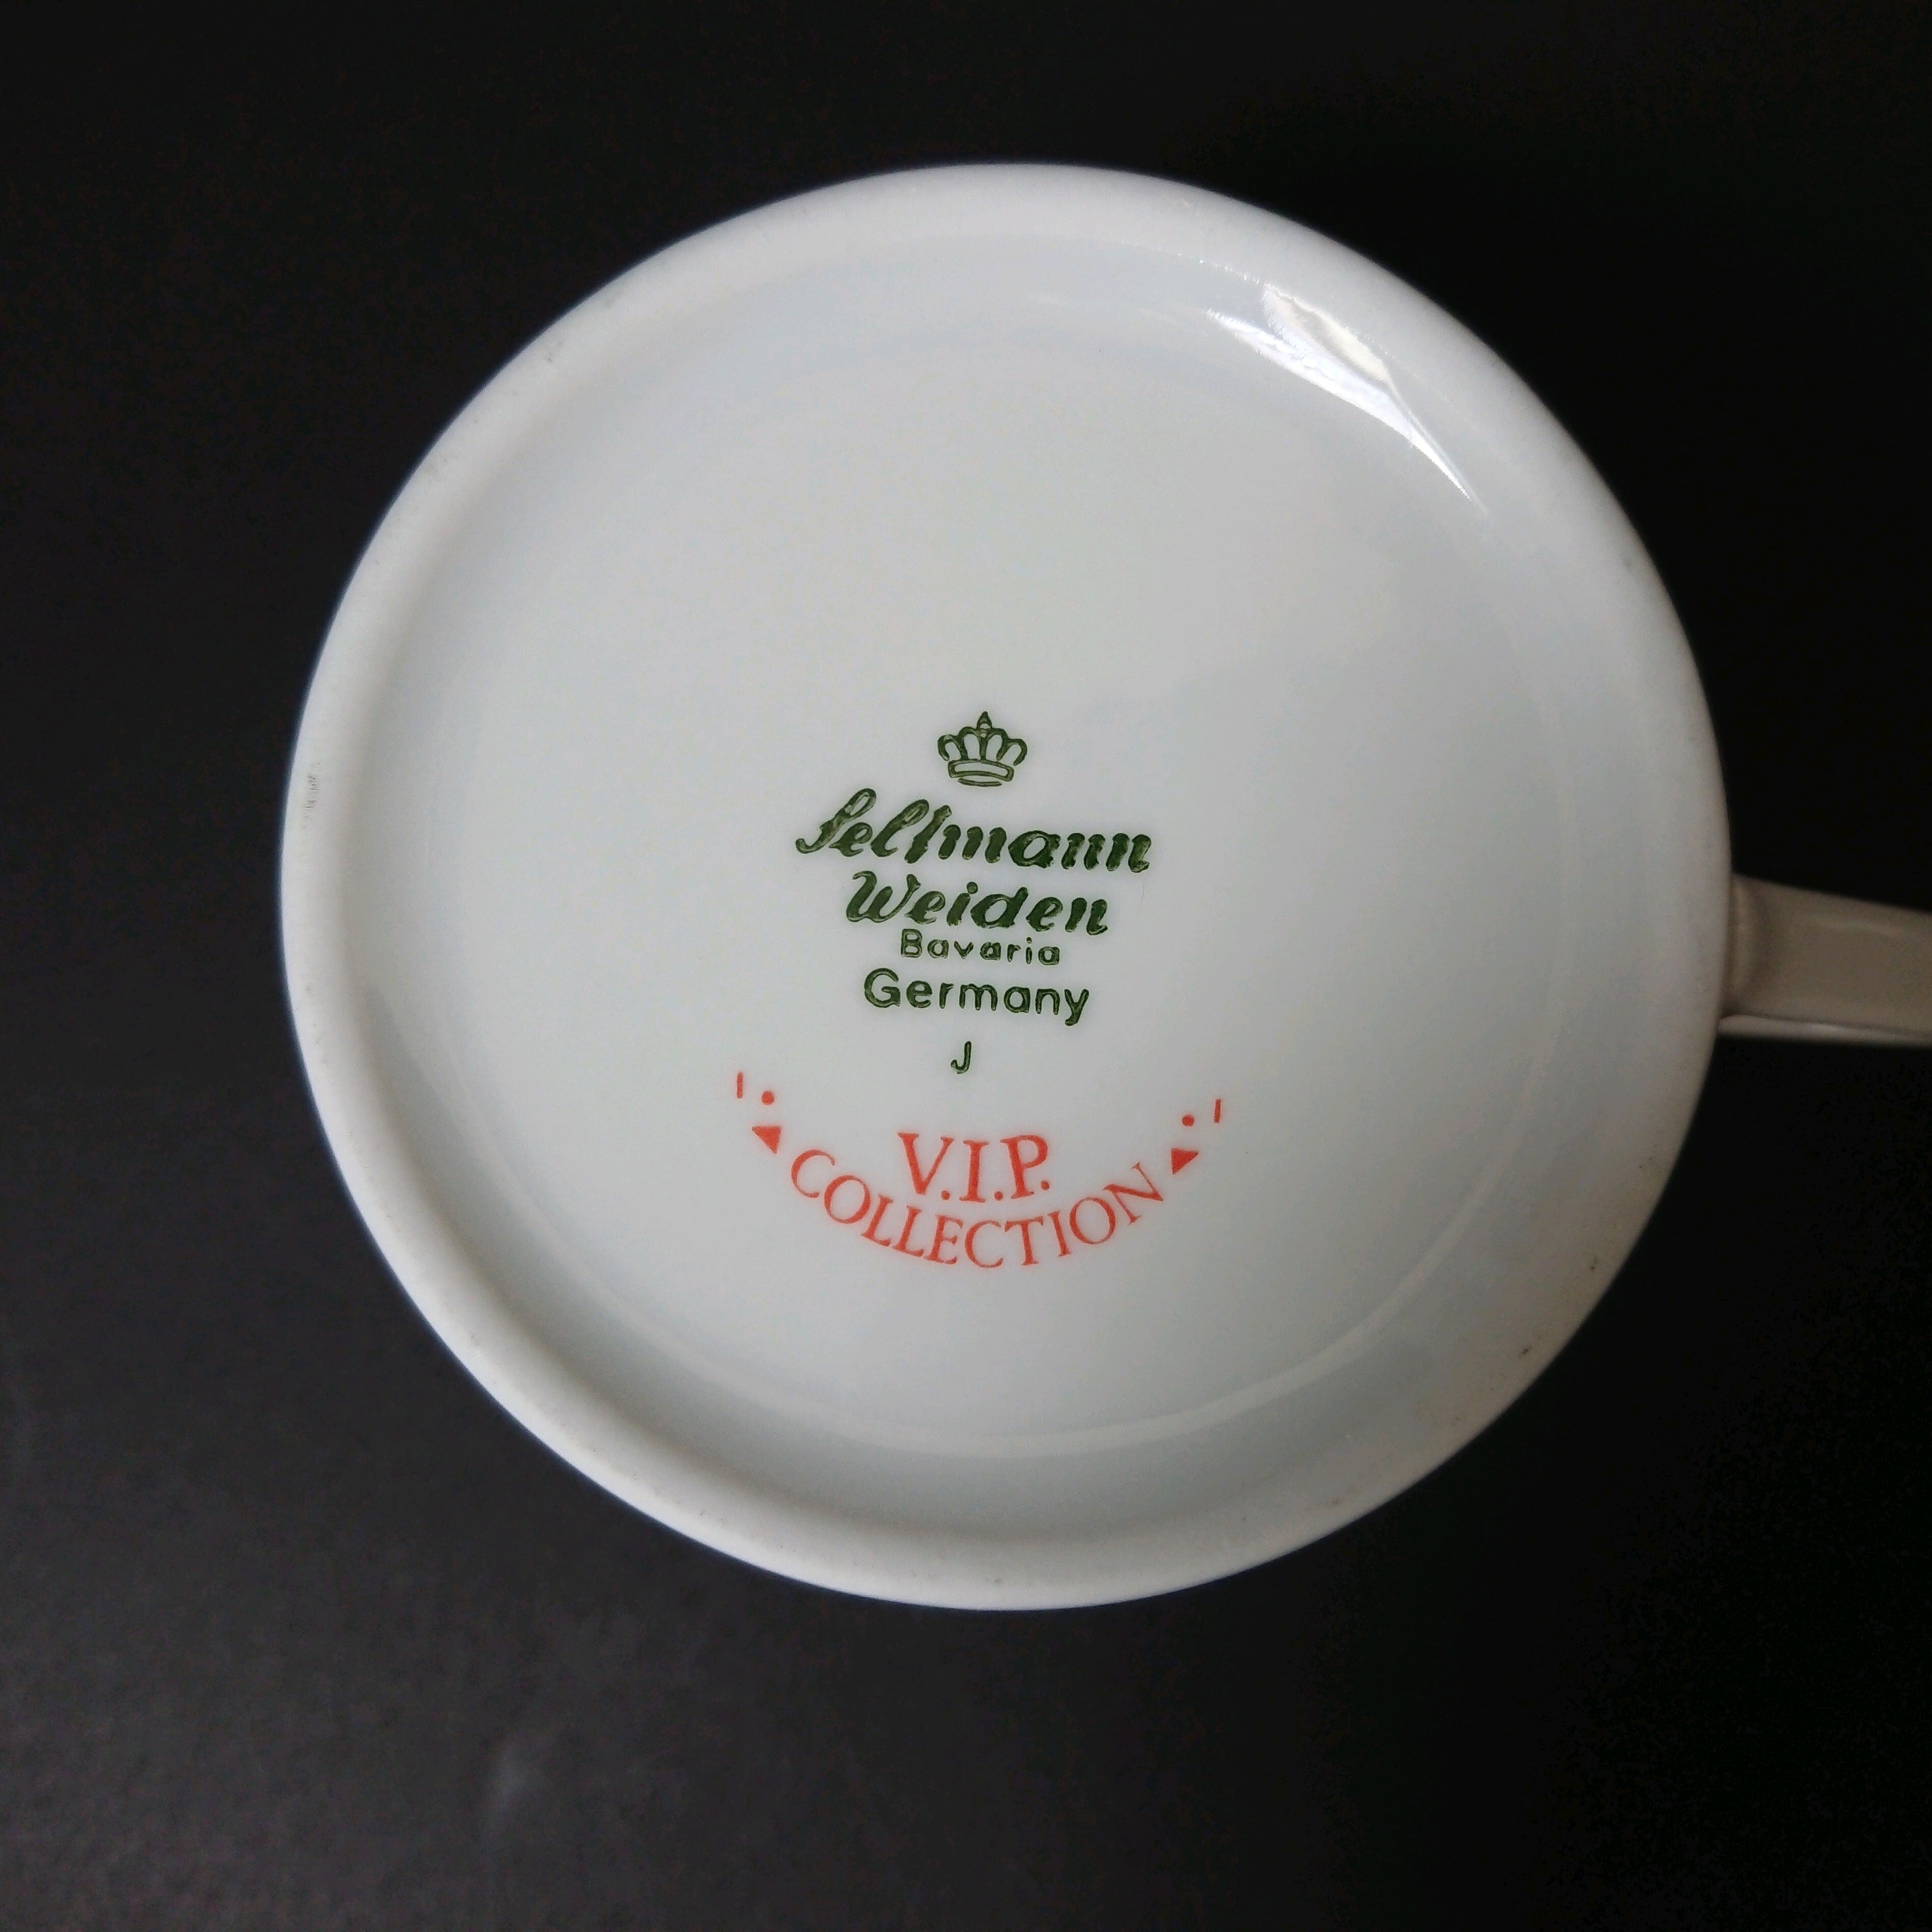 Seltmann
Weiden
Bavaria
Germany
J
V.I.P.
COLLECTION